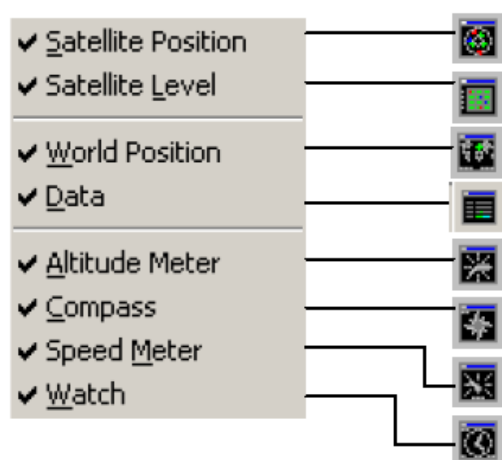 Satellite Position
Satellite Level
World Position
Data
Altitude Meter
Compass
Speed Meter
Watch